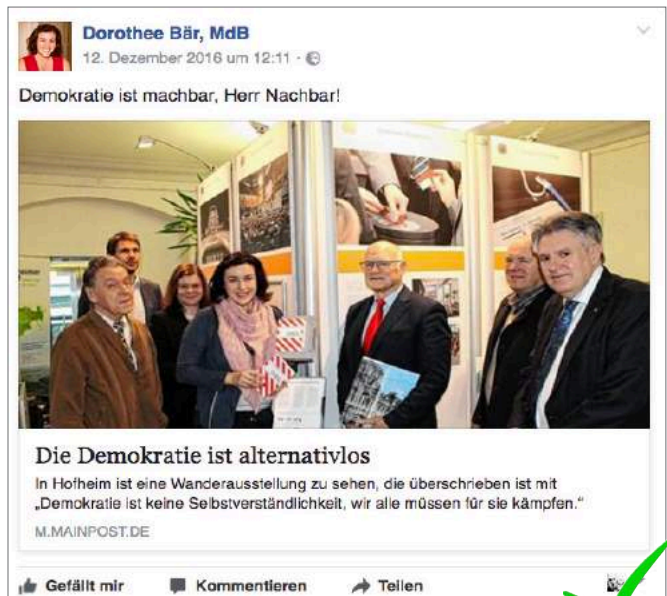 Dorothee Bär, MdB
12. Dezember 2016 um 12:11 ·
Demokratie ist machbar, Herr Nachbar!
Die Demokratie ist alternativlos
In Hofheim ist eine Wanderausstellung zu sehen, die überschrieben ist mit
„Demokratie ist keine Selbstverständlichkeit, wir alle müssen für sie kämpfen.“
M.MAINPOST.DE
Gefällt mir Kommentieren Teilen